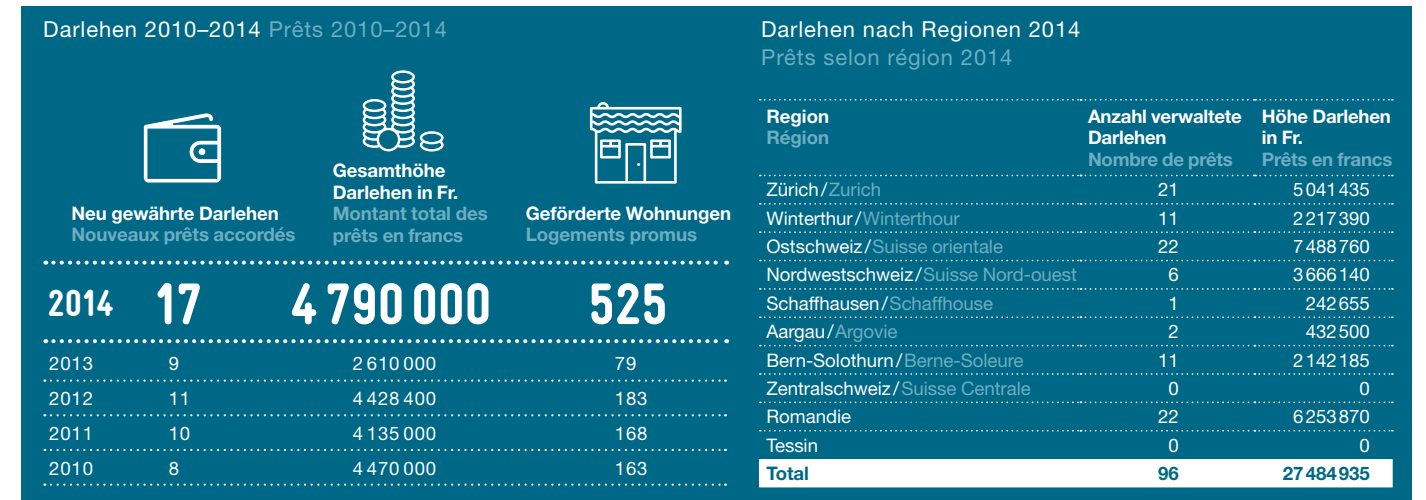 Darlehen 2010–2014 Prêts 2010–2014
Neu gewährte Darlehen
Nouveaux prêts accordés
Gesamthöhe
Darlehen in Fr.
Montant total des
prêts en francs
Geförderte Wohnungen
Logements promus
2014 17 4 790 000 525
2013 9 2 610 000 79
2012 11 4 428 400 183
2011 10 4 135 000 168
2010 8 4 470 000 163
Darlehen nach Regionen 2014
Prêts selon région 2014
Region
Région
Anzahl verwaltete
Darlehen
Nombre de prêts
Höhe Darlehen
in Fr.
Prêts en francs
Zürich/Zurich 21 5 041 435
Winterthur/Winterthour 11 2 217 390
Ostschweiz/Suisse orientale 22 7 488 760
Nordwestschweiz/Suisse Nord-ouest 6 3 666 140
Schaffhausen/Schaffhouse 1 242 655
Aargau/Argovie 2 432 500
Bern-Solothurn/Berne-Soleure 11 2 142 185
Zentralschweiz/Suisse Centrale 0 0
Romandie 22 6 253 870
Tessin 0 0
Total 96 27 484 935